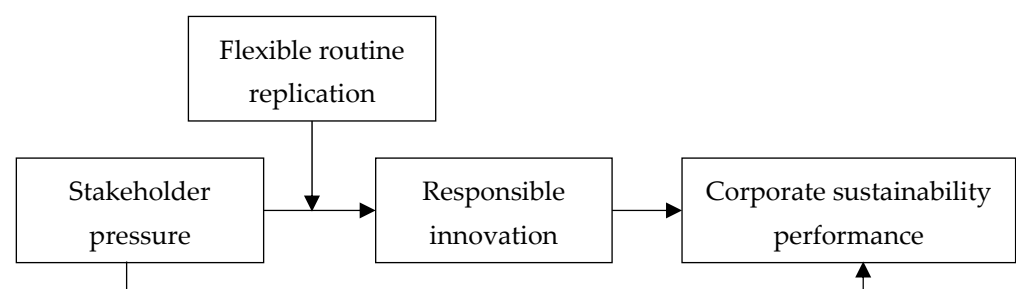 Flexible routine
replication
Stakeholder
pressure
Responsible
innovation
Corporate sustainability
performance